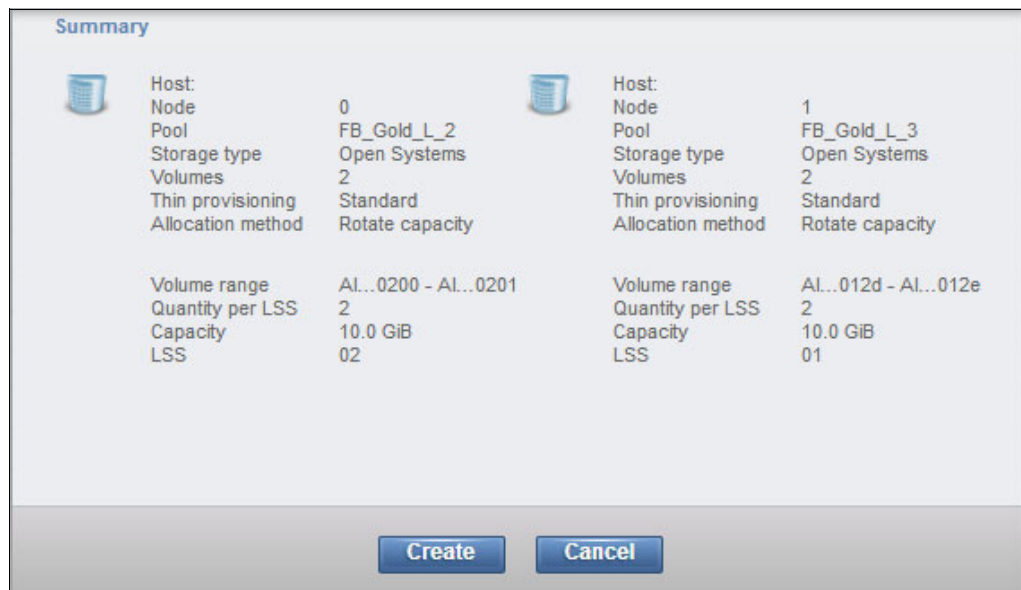 Summary
Host:
Node 0
Pool FB_Gold_L_2
Storage type Open Systems
Volumes 2
Thin provisioning Standard
Allocation method Rotate capacity
Volume range Al...0200 - Al...0201
Quantity per LSS 2
Capacity 10.0 GiB
LSS 02
Host:
Node 1
Pool FB_Gold_L_3
Storage type Open Systems
Volumes 2
Thin provisioning Standard
Allocation method Rotate capacity
Volume range Al...012d - Al...012e
Quantity per LSS 2
Capacity 10.0 GiB
LSS 01
Create Cancel